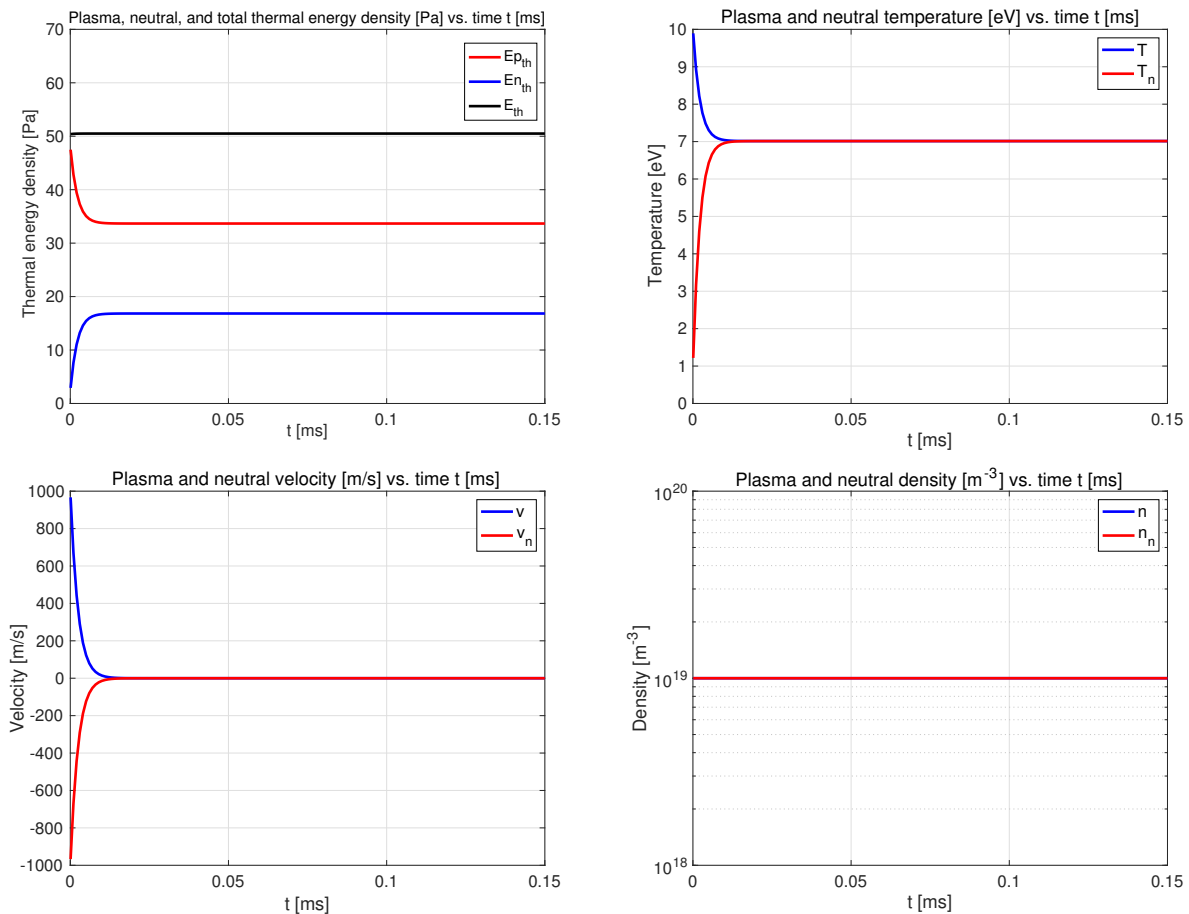 Plasma, neutral, and total thermal energy density [Pa] vs. time t [ms]
70
60
50
40
30
20
10
0
Thermal energy density [Pa]
Ep_th
En_th
E_th
0 0.05 0.1 0.15
t [ms]
Plasma and neutral temperature [eV] vs. time t [ms]
10
9
8
7
6
5
4
3
2
1
0
Temperature [eV]
T
T_n
0 0.05 0.1 0.15
t [ms]
Plasma and neutral velocity [m/s] vs. time t [ms]
1000
800
600
400
200
0
-200
-400
-600
-800
-1000
Velocity [m/s]
v
v_n
0 0.05 0.1 0.15
t [ms]
Plasma and neutral density [m^-3] vs. time t [ms]
10^20
10^19
10^18
Density [m^-3]
n
n_n
0 0.05 0.1 0.15
t [ms]